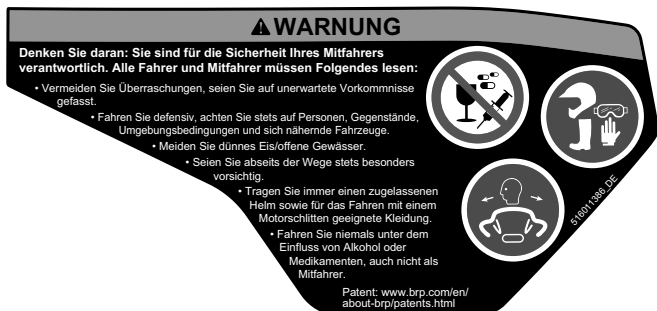 WARNUNG
Denken Sie daran: Sie sind für die Sicherheit Ihres Mitfahrers
verantwortlich. Alle Fahrer und Mitfahrer müssen Folgendes lesen:
• Vermeiden Sie Überraschungen, seien Sie auf unerwartete Vorkommnisse
gefasst.
• Fahren Sie defensiv, achten Sie stets auf Personen, Gegenstände,
Umgebungsbedingungen und sich nähernde Fahrzeuge.
• Meiden Sie dünnes Eis/offene Gewässer.
• Seien Sie abseits der Wege stets besonders
vorsichtig.
• Tragen Sie immer einen zugelassenen
Helm sowie für das Fahren mit einem
Motorschlitten geeignete Kleidung.
• Fahren Sie niemals unter dem
Einfluss von Alkohol oder
Medikamenten, auch nicht als
Mitfahrer.
Patent: www.brp.com/en/
about-brp/patents.html
516011386_DE